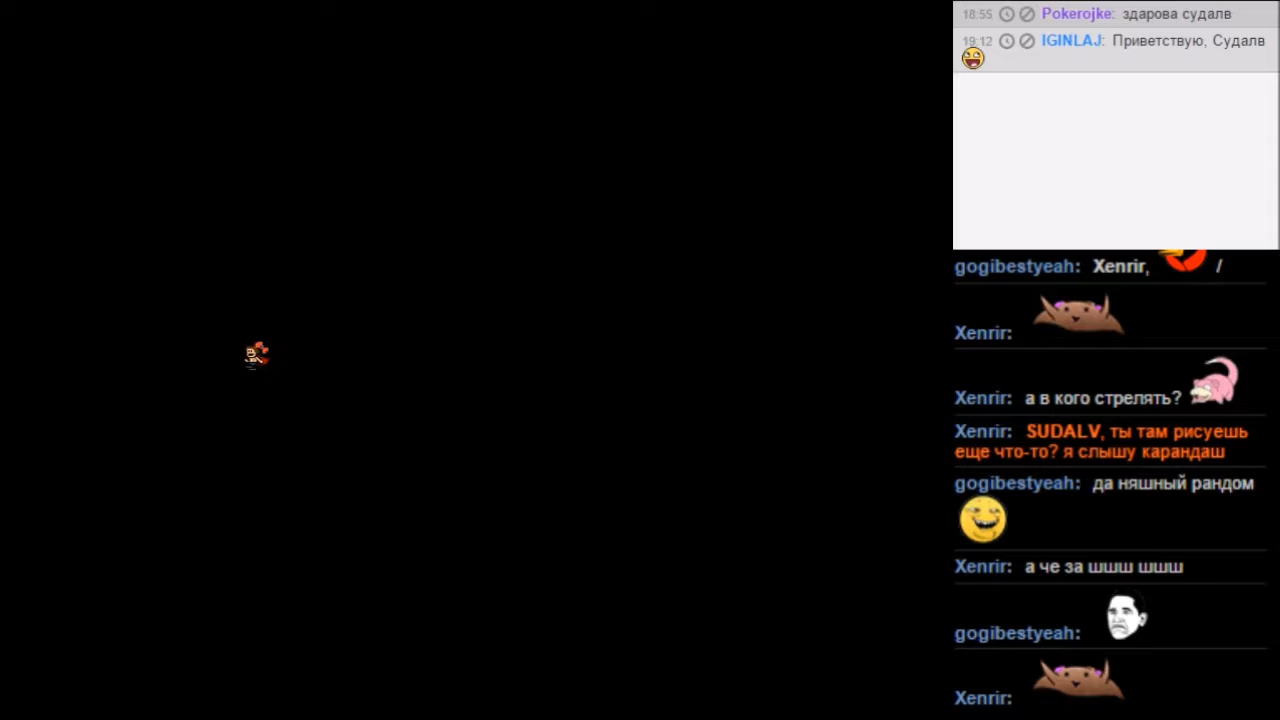 18:55 Pokerojke: здарова судалв
19:12 IGINLAJ: Приветствую, Судалв
gogibestyeah: Xenrir, /
Xenrir:
Xenrir: а в кого стрелять?
Xenrir: SUDALV, ты там рисуешь
еще что-то? я слышу карандаш
gogibestyeah: да няшный рандом
Xenrir: а че за шшш шшш
gogibestyeah:
Xenrir: